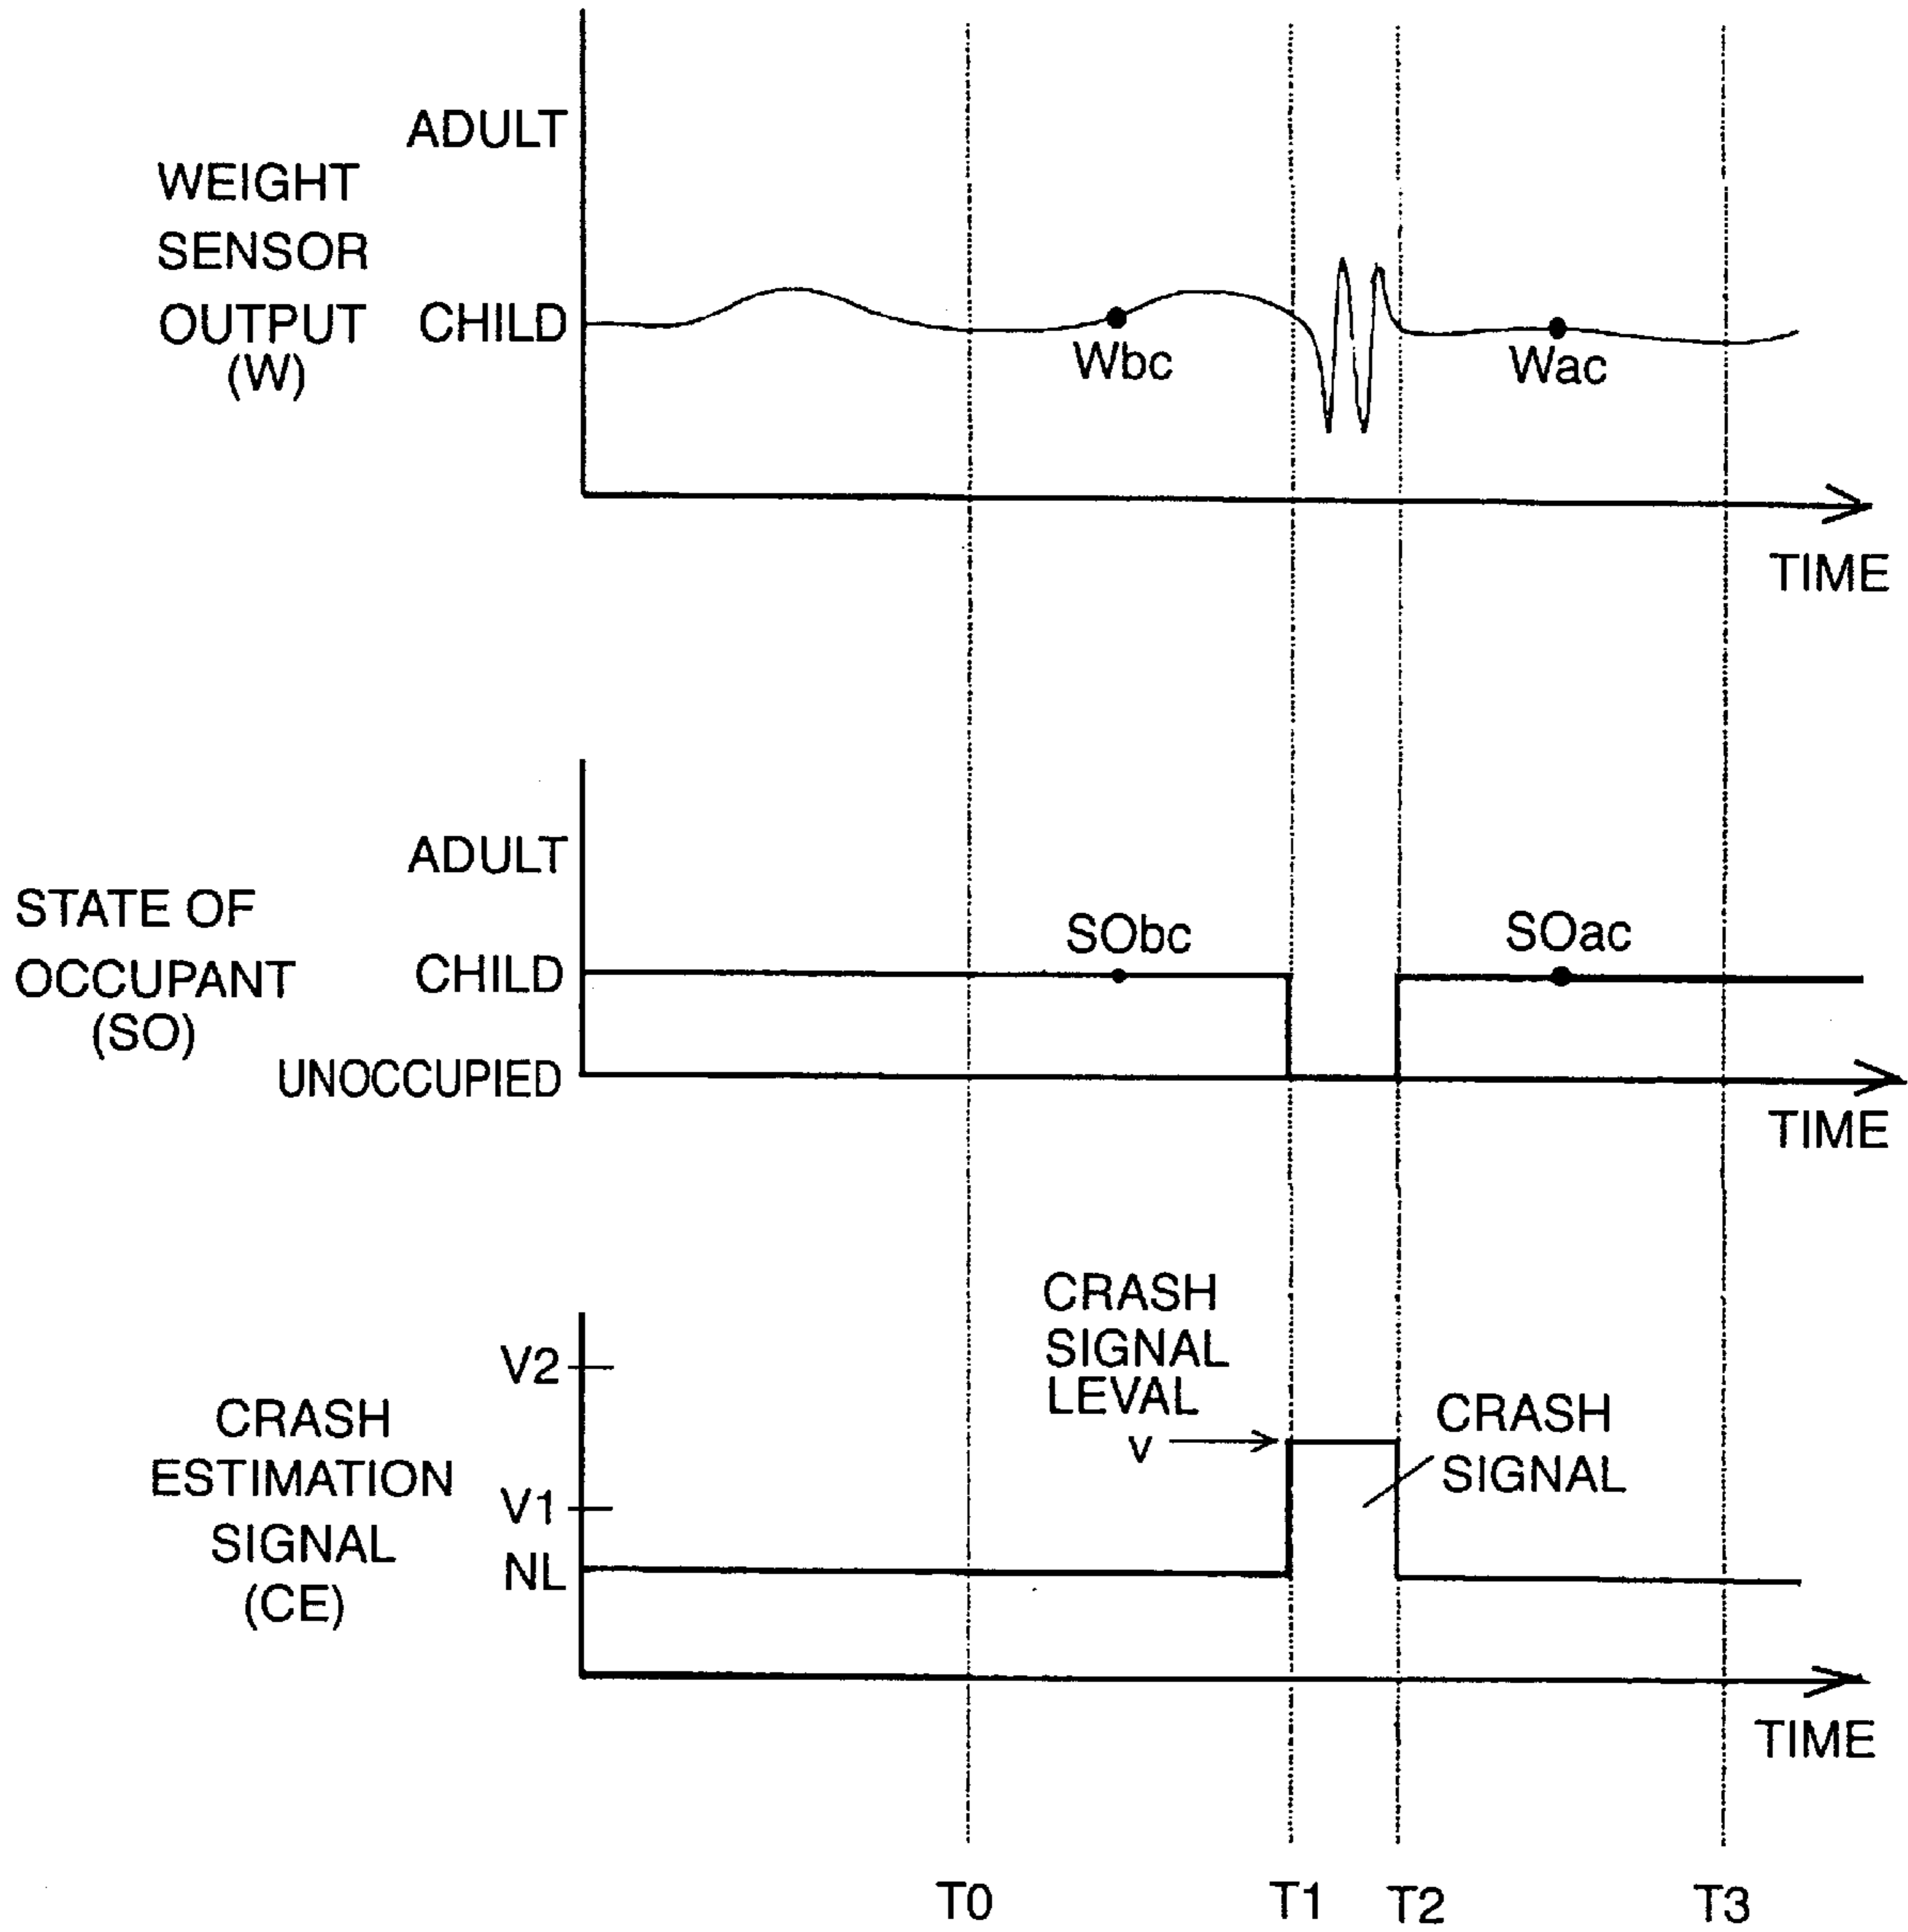 ADULT
WEIGHT
SENSOR
OUTPUT
(W)
CHILD
Wbc
Wac
TIME
ADULT
STATE OF
OCCUPANT
(SO)
CHILD
UNOCCUPIED
SObc
SOac
TIME
CRASH
SIGNAL
LEVAL
v
CRASH
SIGNAL
V2
CRASH
ESTIMATION
SIGNAL
(CE)
V1
NL
TIME
T0
T1
T2
T3